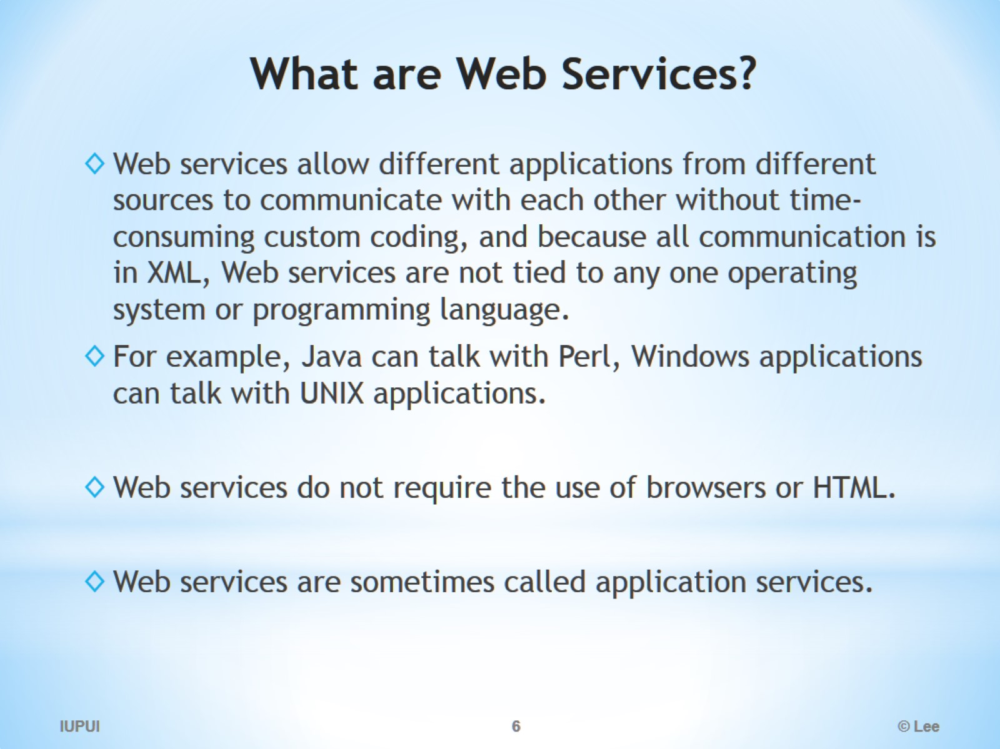 What are Web Services?
◇ Web services allow different applications from different
sources to communicate with each other without time-
consuming custom coding, and because all communication is
in XML, Web services are not tied to any one operating
system or programming language.
◇ For example, Java can talk with Perl, Windows applications
can talk with UNIX applications.
◇ Web services do not require the use of browsers or HTML.
◇ Web services are sometimes called application services.
IUPUI 6 © Lee